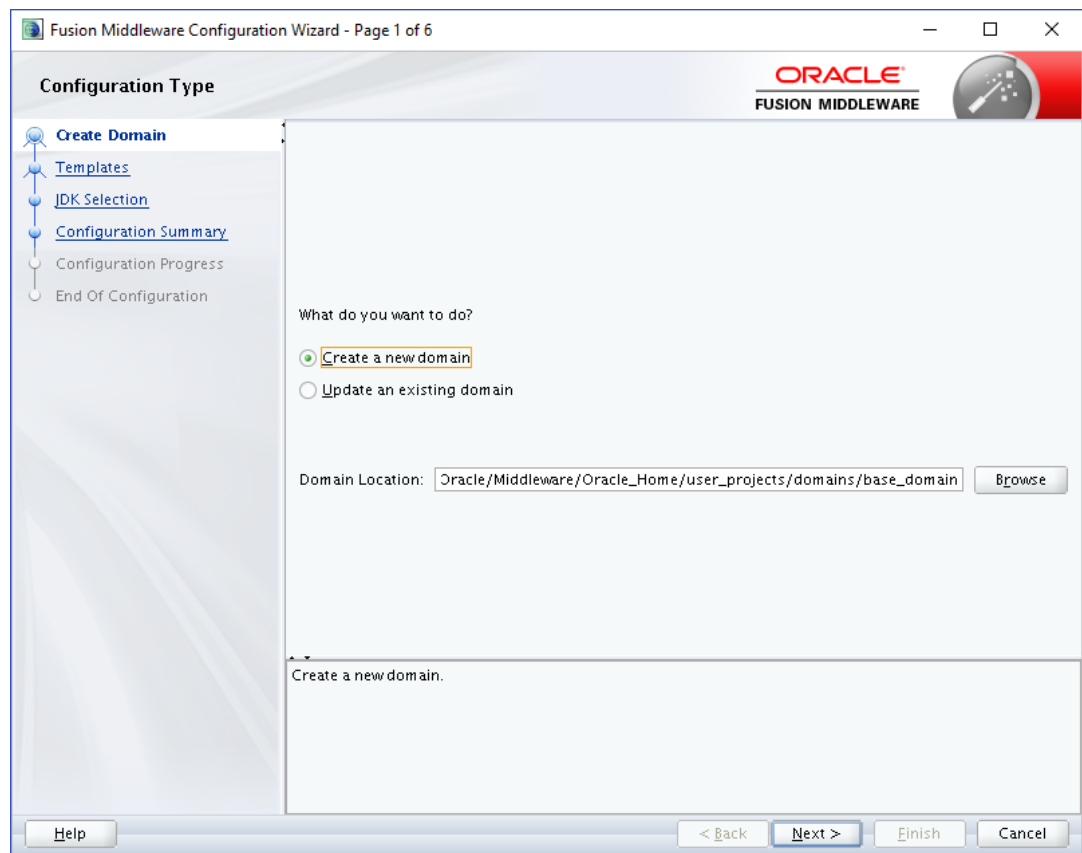 Fusion Middleware Configuration Wizard - Page 1 of 6
Configuration Type
ORACLE
FUSION MIDDLEWARE
Create Domain
Templates
JDK Selection
Configuration Summary
Configuration Progress
End Of Configuration
What do you want to do?
Create a new domain
Update an existing domain
Domain Location: Oracle/Middleware/Oracle_Home/user_projects/domains/base_domain Browse
Create a new domain.
Help < Back Next > Finish Cancel